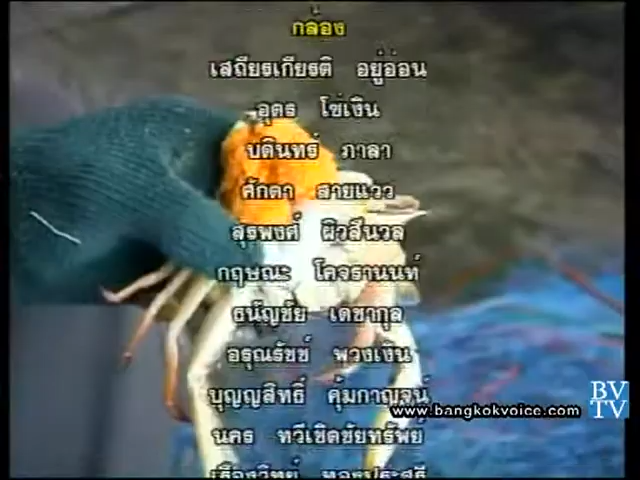 กล้อง
เสถียรเกียรติ อยู่อ่อน
อุดร โซ่เงิน
บดินทร์ ภาลา
ศักดา สายแวว
สุรพงศ์ ผิวสีนวล
กฤษณะ โคจรานนท์
ธนัญชัย เดชากุล
อรุณรัชช์ พวงเงิน
บุญญสิทธิ์ คุ้มกาญจน์
BV
www.bangkokvoice.com
TV
นคร ทวีเชิดชัยทรัพย์